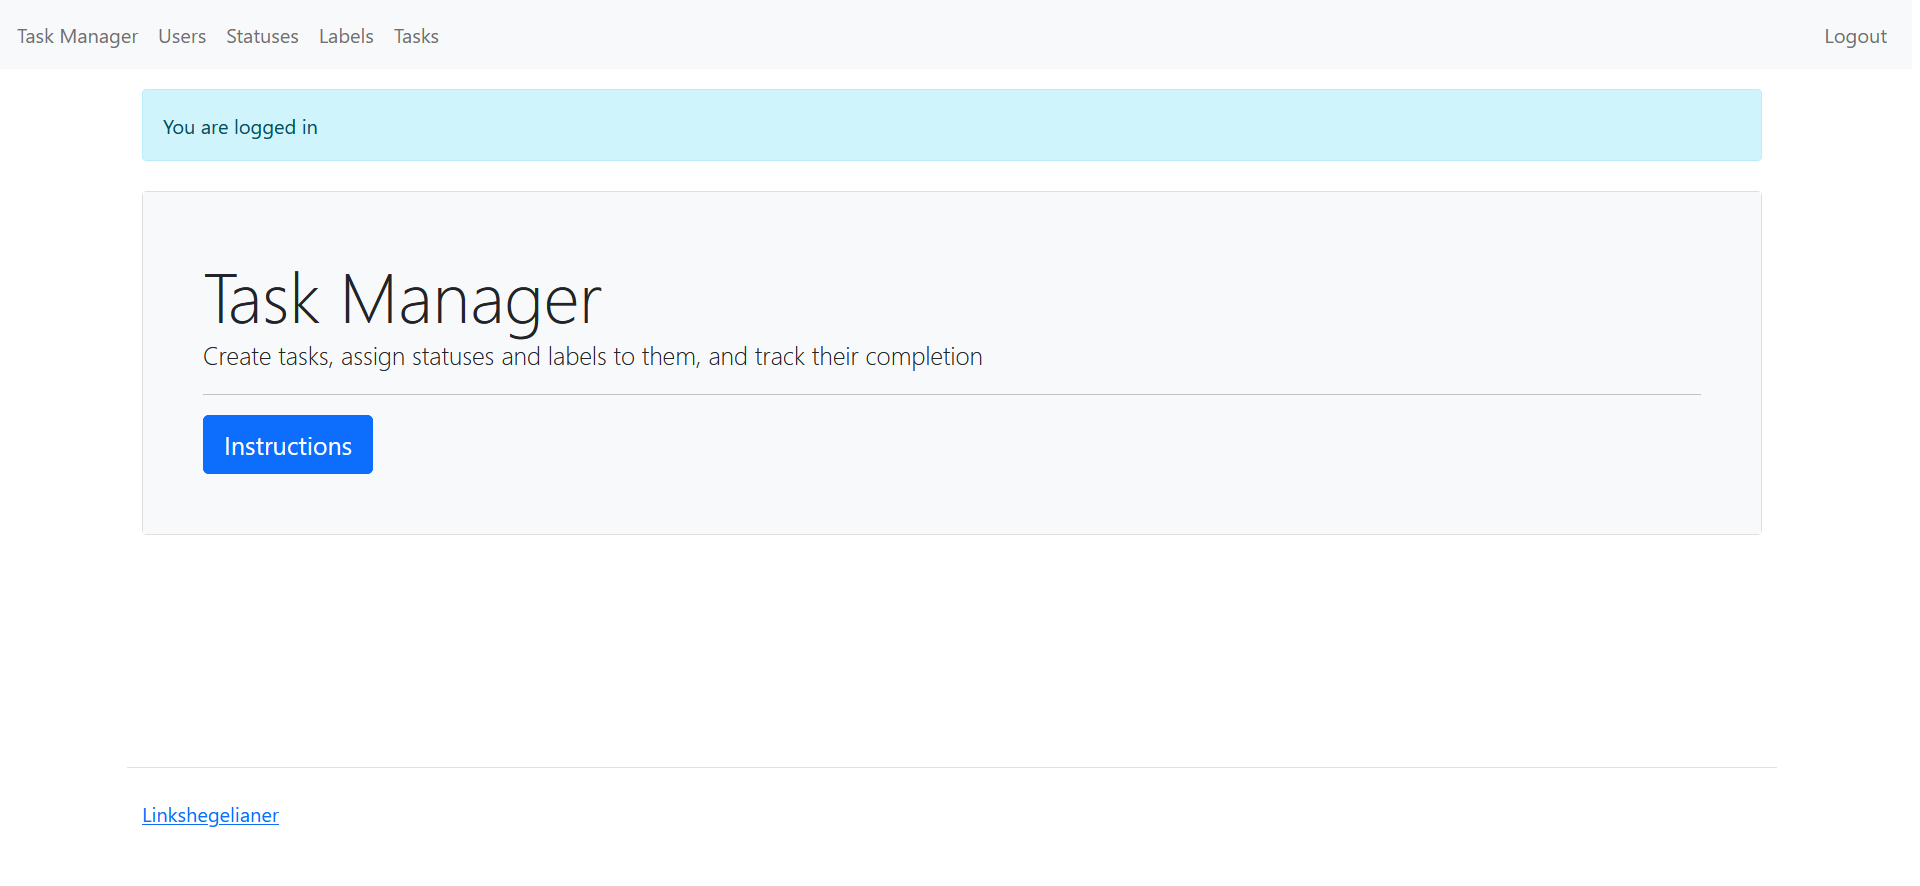 Task Manager Users Statuses Labels Tasks Logout
You are logged in
Task Manager
Create tasks, assign statuses and labels to them, and track their completion
Instructions
Linkshegelianer